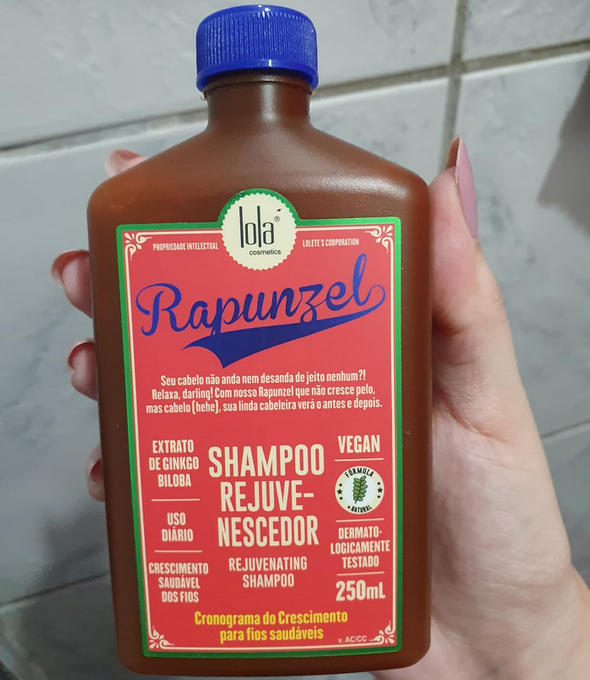 lola®
cosmetics
PROPRIEDADE INTELECTUAL
LOLETE'S CORPORATION
Rapunzel
Seu cabelo não anda nem desanda de jeito nenhum?!
Relaxa, darling! Com nosso Rapunzel que não cresce pelo,
mas cabelo (hehe), sua linda cabeleira verá o antes e depois.
EXTRATO
DE GINKGO
BILOBA
USO
DIÁRIO
CRESCIMENTO
SAUDÁVEL
DOS FIOS
SHAMPOO
REJUVE-
NESCEDOR
REJUVENATING
SHAMPOO
VEGAN
FÓRMULA
NATURAL
DERMATO-
LOGICAMENTE
TESTADO
250mL
Cronograma do Crescimento
para fios saudáveis
v. AC/CC